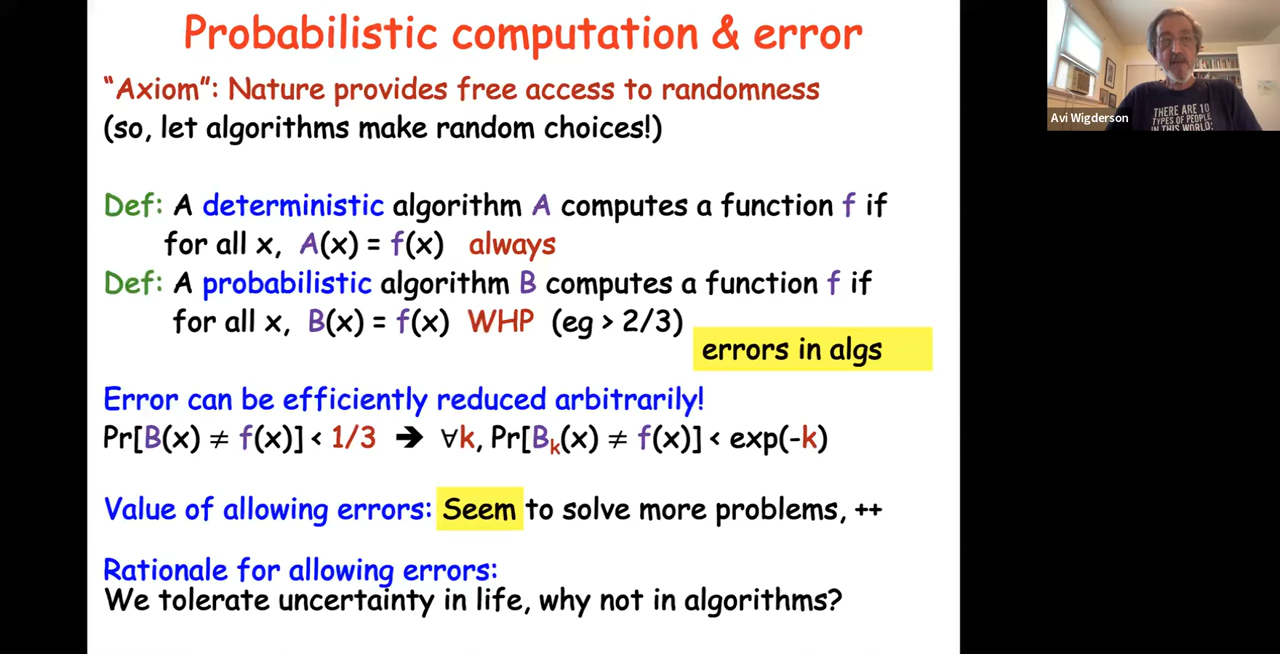 Probabilistic computation & error
“Axiom”: Nature provides free access to randomness
(so, let algorithms make random choices!)
Def: A deterministic algorithm A computes a function f if
for all x, A(x) = f(x) always
Def: A probabilistic algorithm B computes a function f if
for all x, B(x) = f(x) WHP (eg > 2/3)
errors in algs
Error can be efficiently reduced arbitrarily!
Pr[B(x) ≠ f(x)] < 1/3 ➔ ∀k, Pr[Bₖ(x) ≠ f(x)] < exp(-k)
Value of allowing errors: Seem to solve more problems, ++
Rationale for allowing errors:
We tolerate uncertainty in life, why not in algorithms?
Avi Wigderson
THERE ARE 10
TYPES OF PEOPLE
IN THIS WORLD: